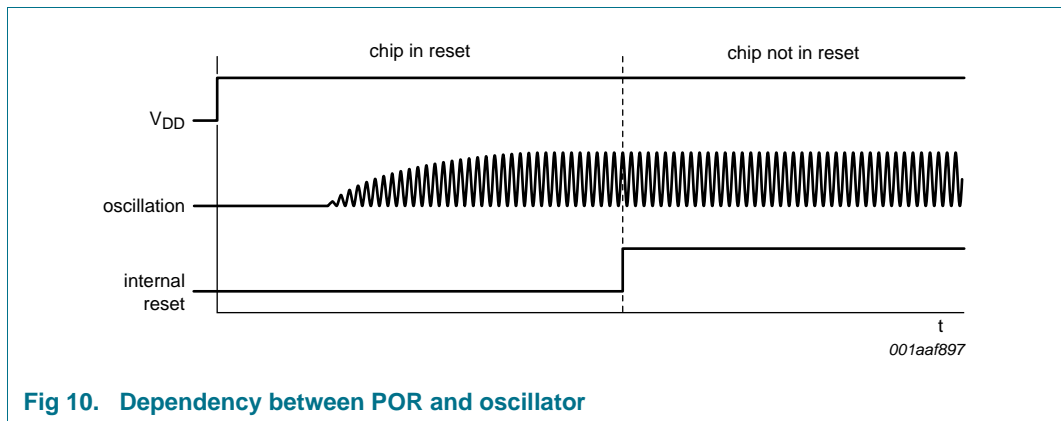 chip in reset
chip not in reset
VDD
oscillation
internal
reset
t
001aaf897
Fig 10. Dependency between POR and oscillator